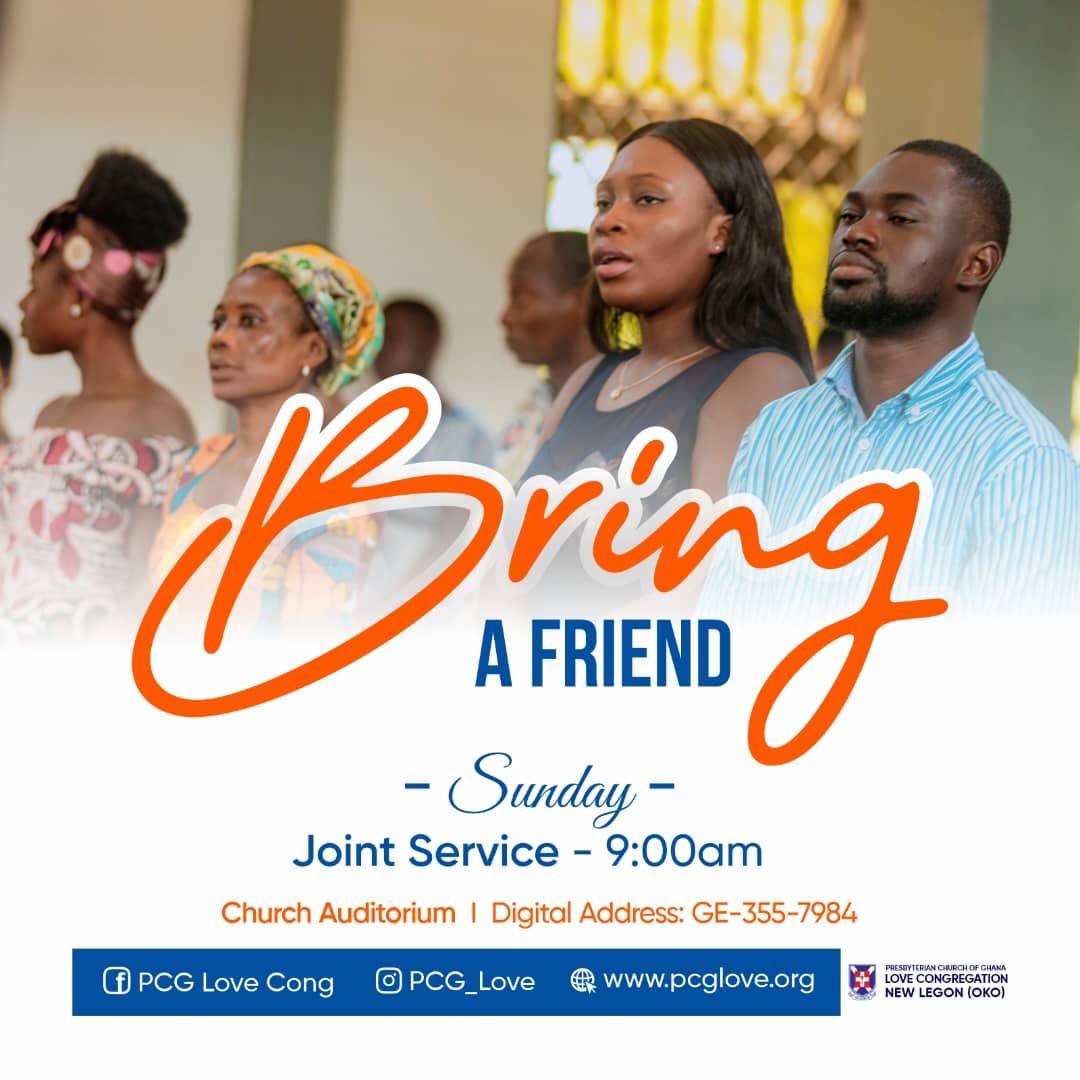 Bring
A FRIEND
- Sunday -
Joint Service - 9:00am
Church Auditorium | Digital Address: GE-355-7984
PCG Love Cong PCG_Love www.pcglove.org
PRESBYTERIAN CHURCH OF GHANA
LOVE CONGREGATION
NEW LEGON (OKO)